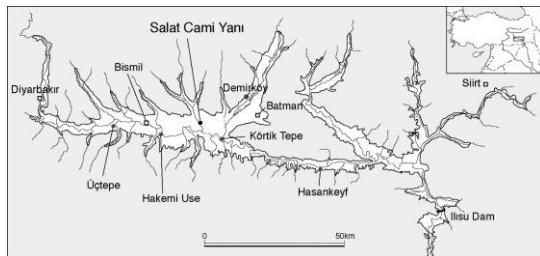 Salat Cami Yanı
Siirt
Bismil
Diyarbakır
Demirköy
Batman
Körtik Tepe
Üçtepe
Hakemi Use
Hasankeyf
Ilısu Dam
0
50km